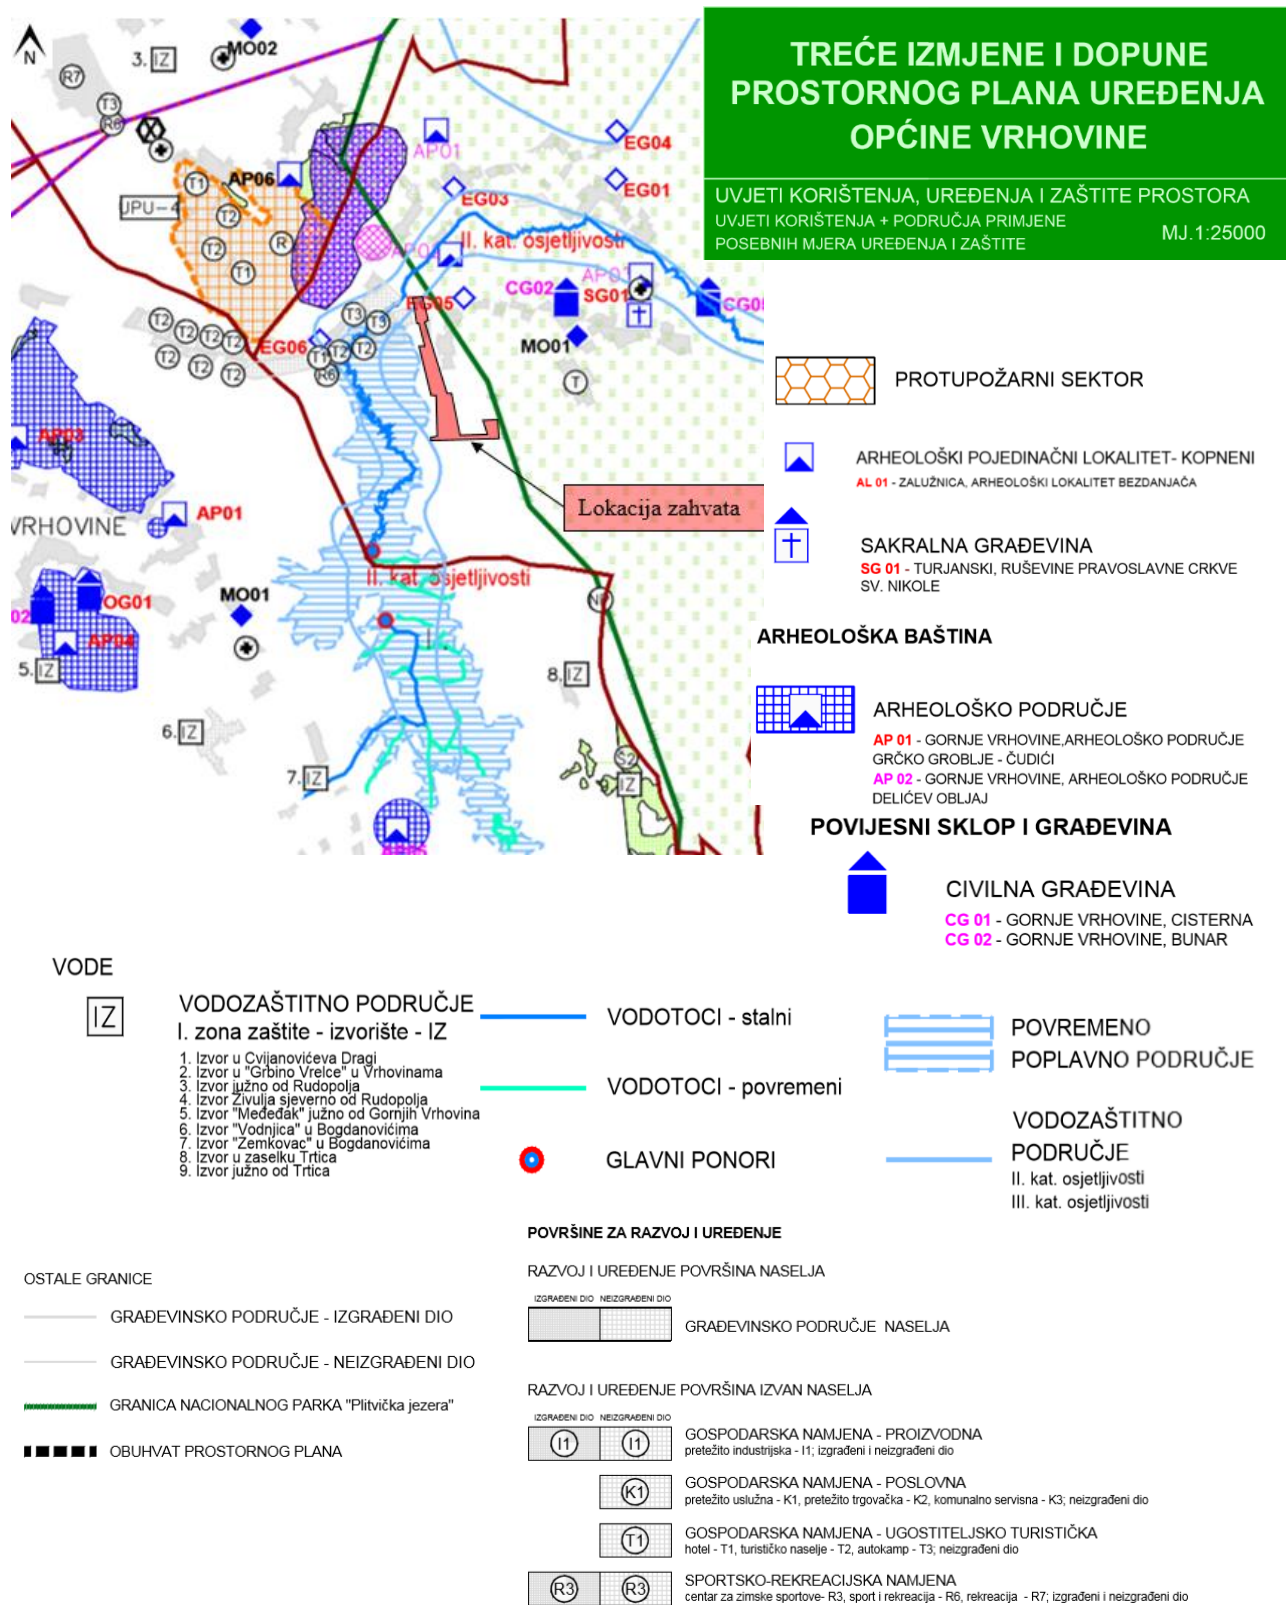 TREĆE IZMJENE I DOPUNE
PROSTORNOG PLANA UREĐENJA
OPĆINE VRHOVINE
UVJETI KORIŠTENJA, UREĐENJA I ZAŠTITE PROSTORA
UVJETI KORIŠTENJA + PODRUČJA PRIMJENE
POSEBNIH MJERA UREĐENJA I ZAŠTITE
MJ.1:25000
N
MO02
3. IZ
R7
T3
R6
AP01
EG04
AP06
T1
EG01
UPU-4
T2
EG03
R
II. kat. osjetljivosti
T2
T1
CG02
SG01
EG05
T3
T3
T2
T2
T2
T2
EG06
T1
T2
T2
MO01
T2
T2
T2
R6
T
AP03
Lokacija zahvata
AP01
VRHOVINE
II. kat. osjetljivosti
MO01
OG01
02
AP04
5. IZ
8. IZ
6. IZ
7. IZ
S2
IZ
PROTUPOŽARNI SEKTOR
ARHEOLOŠKI POJEDINAČNI LOKALITET- KOPNENI
AL 01 - ZALUŽNICA, ARHEOLOŠKI LOKALITET BEZDANJAČA
SAKRALNA GRAĐEVINA
SG 01 - TURJANSKI, RUŠEVINE PRAVOSLAVNE CRKVE
SV. NIKOLE
ARHEOLOŠKA BAŠTINA
ARHEOLOŠKO PODRUČJE
AP 01 - GORNJE VRHOVINE,ARHEOLOŠKO PODRUČJE
GRČKO GROBLJE - ČUDIĆI
AP 02 - GORNJE VRHOVINE, ARHEOLOŠKO PODRUČJE
DELIĆEV OBLJAJ
POVIJESNI SKLOP I GRAĐEVINA
CIVILNA GRAĐEVINA
CG 01 - GORNJE VRHOVINE, CISTERNA
CG 02 - GORNJE VRHOVINE, BUNAR
VODE
IZ
VODOZAŠTITNO PODRUČJE
I. zona zaštite - izvorište - IZ
1. Izvor u Cvijanovićeva Dragi
2. Izvor u "Grbino Vrelce" u Vrhovinama
3. Izvor južno od Rudopolja
4. Izvor Živulja sjeverno od Rudopolja
5. Izvor "Međeđak" južno od Gornjih Vrhovina
6. Izvor "Vodnjica" u Bogdanovićima
7. Izvor "Zemkovac" u Bogdanovićima
8. Izvor u zaselku Trtica
9. Izvor južno od Trtica
VODOTOCI - stalni
VODOTOCI - povremeni
GLAVNI PONORI
POVREMENO
POPLAVNO PODRUČJE
VODOZAŠTITNO
PODRUČJE
II. kat. osjetljivosti
III. kat. osjetljivosti
OSTALE GRANICE
GRAĐEVINSKO PODRUČJE - IZGRAĐENI DIO
GRAĐEVINSKO PODRUČJE - NEIZGRAĐENI DIO
GRANICA NACIONALNOG PARKA "Plitvička jezera"
OBUHVAT PROSTORNOG PLANA
POVRŠINE ZA RAZVOJ I UREĐENJE
RAZVOJ I UREĐENJE POVRŠINA NASELJA
IZGRAĐENI DIO NEIZGRAĐENI DIO
GRAĐEVINSKO PODRUČJE NASELJA
RAZVOJ I UREĐENJE POVRŠINA IZVAN NASELJA
IZGRAĐENI DIO NEIZGRAĐENI DIO
I1 I1
GOSPODARSKA NAMJENA - PROIZVODNA
pretežito industrijska - I1; izgrađeni i neizgrađeni dio
K1
GOSPODARSKA NAMJENA - POSLOVNA
pretežito uslužna - K1, pretežito trgovačka - K2, komunalno servisna - K3; neizgrađeni dio
T1
GOSPODARSKA NAMJENA - UGOSTITELJSKO TURISTIČKA
hotel - T1, turističko naselje - T2, autokamp - T3; neizgrađeni dio
R3 R3
SPORTSKO-REKREACIJSKA NAMJENA
centar za zimske sportove- R3, sport i rekreacija - R6, rekreacija - R7; izgrađeni i neizgrađeni dio